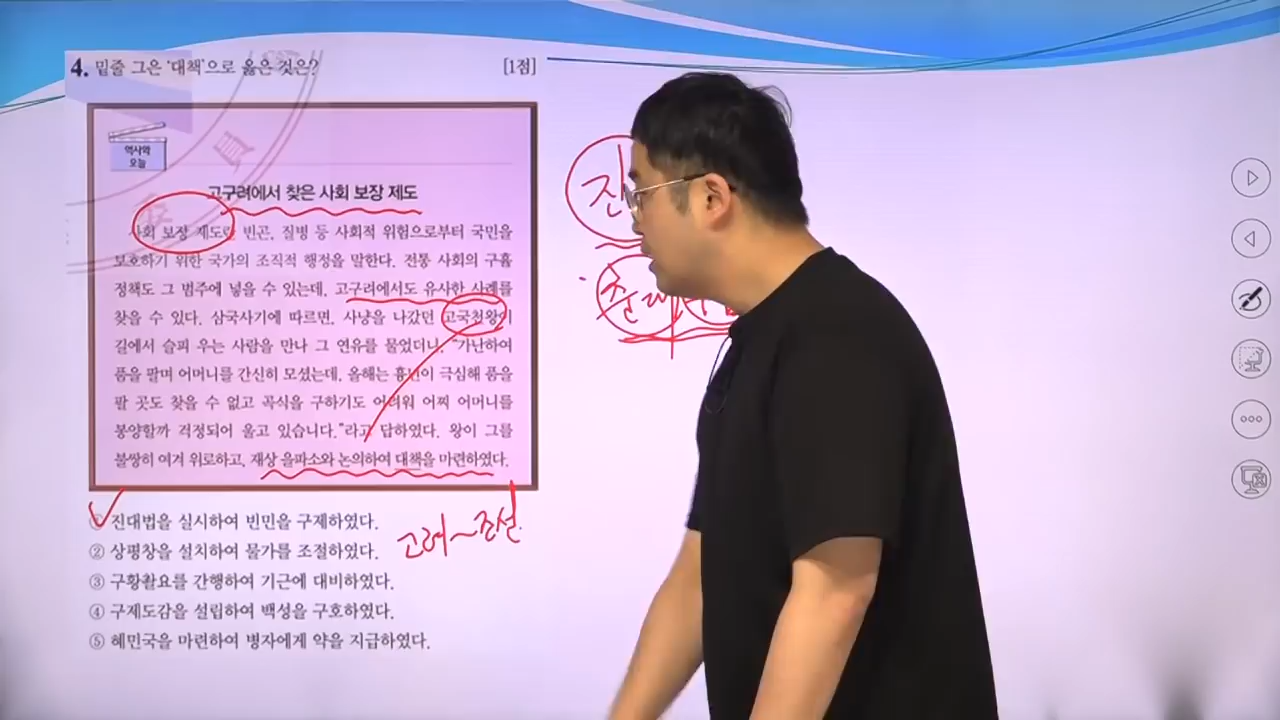 4. 밑줄 그은 '대책'으로 옳은 것은? [1점]
역사와
오늘
고구려에서 찾은 사회 보장 제도
사회 보장 제도란 빈곤, 질병 등 사회적 위험으로부터 국민을
보호하기 위한 국가의 조직적 행정을 말한다. 전통 사회의 구휼
정책도 그 범주에 넣을 수 있는데, 고구려에서도 유사한 사례를
찾을 수 있다. 삼국사기에 따르면, 사냥을 나갔던 고국천왕이
길에서 슬피 우는 사람을 만나 그 연유를 물었더니, "가난하여
품을 팔며 어머니를 간신히 모셨는데, 올해는 흉년이 극심해 품을
팔 곳도 찾을 수 없고 곡식을 구하기도 어려워 어찌 어머니를
봉양할까 걱정되어 울고 있습니다."라고 답하였다. 왕이 그를
불쌍히 여겨 위로하고, 재상 을파소와 논의하여 대책을 마련하였다.
① 진대법을 실시하여 빈민을 구제하였다.
② 상평창을 설치하여 물가를 조절하였다.
③ 구황촬요를 간행하여 기근에 대비하였다.
④ 구제도감을 설립하여 백성을 구호하였다.
⑤ 혜민국을 마련하여 병자에게 약을 지급하였다.
고려~조선
진
춘대